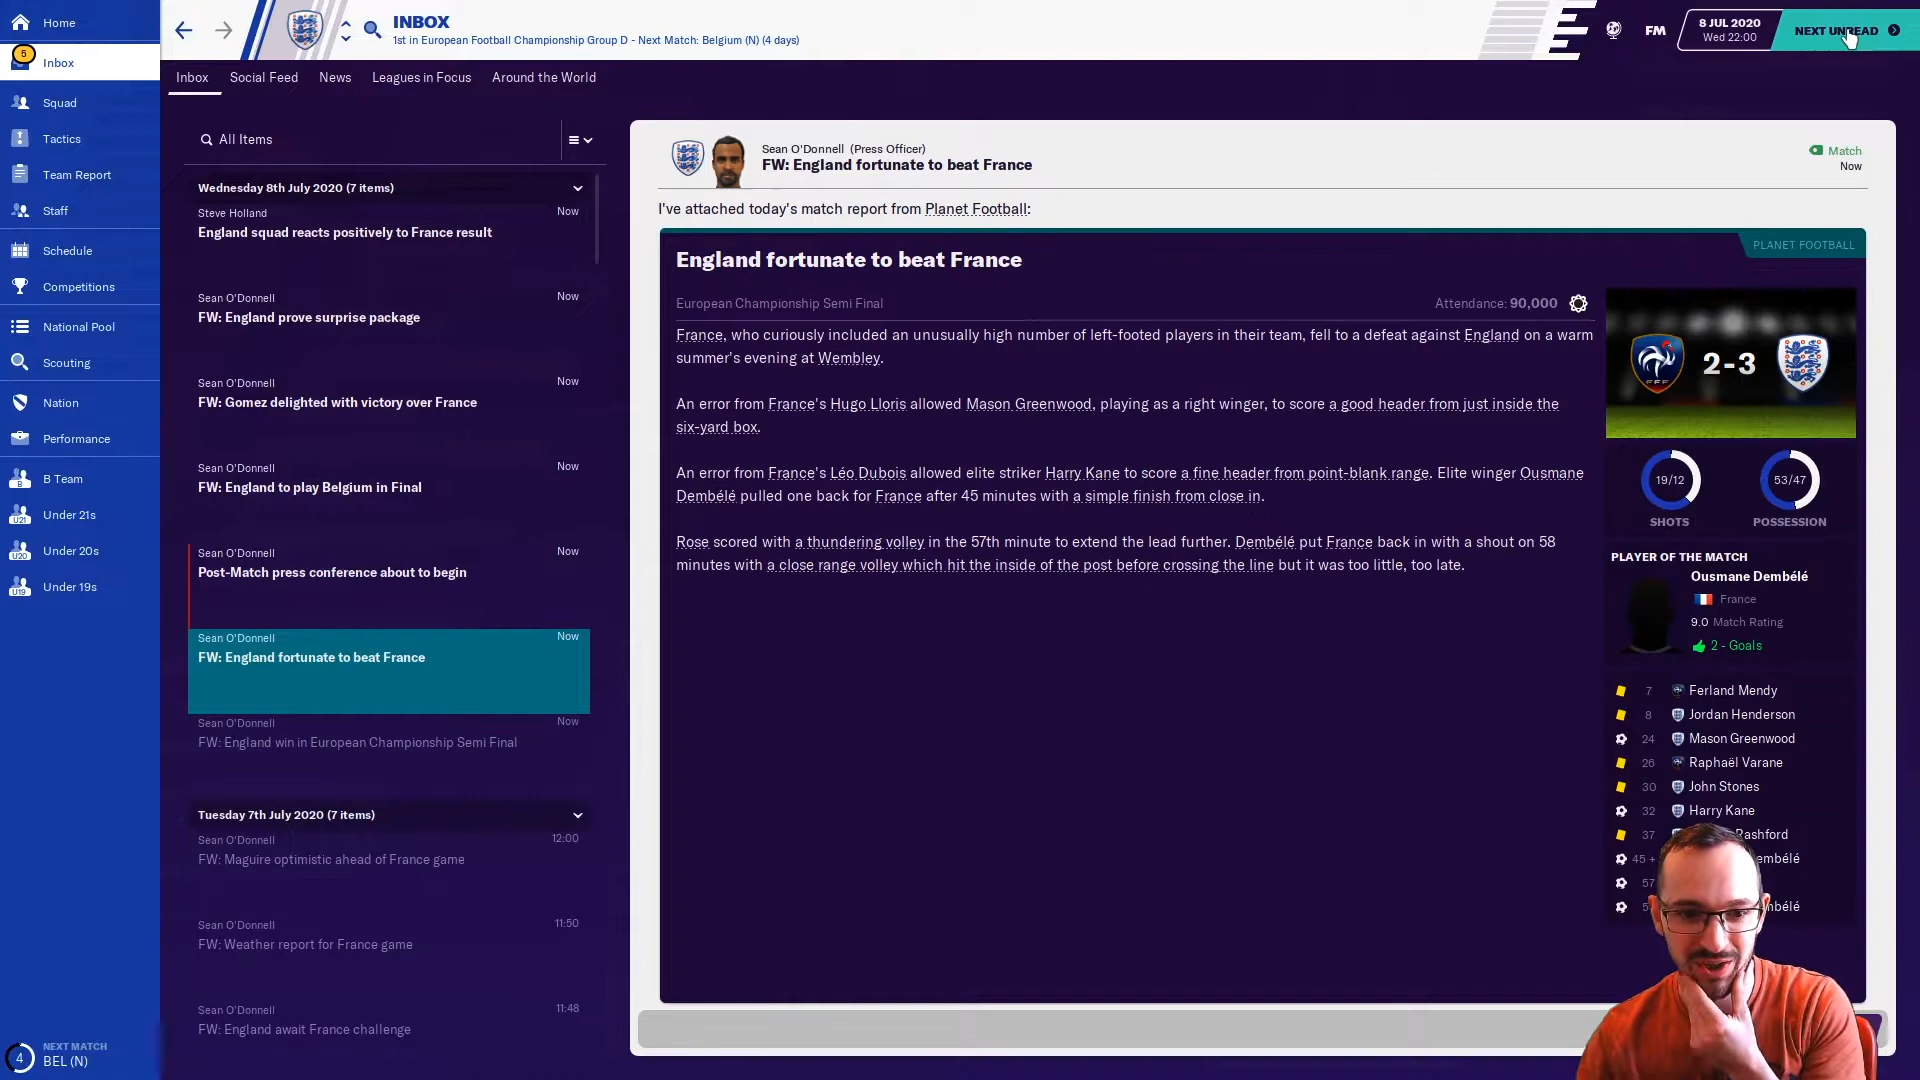 Home
5
Inbox
Squad
Tactics
Team Report
Staff
Schedule
Competitions
National Pool
Scouting
Nation
Performance
B Team
Under 21s
Under 20s
Under 19s
4
NEXT MATCH
BEL (N)
INBOX
1st in European Football Championship Group D - Next Match: Belgium (N) (4 days)
FM
8 JUL 2020
Wed 22:00
NEXT UNREAD
Inbox
Social Feed
News
Leagues in Focus
Around the World
All Items
Wednesday 8th July 2020 (7 items)
Steve Holland
Now
England squad reacts positively to France result
Sean O'Donnell
Now
FW: England prove surprise package
Sean O'Donnell
Now
FW: Gomez delighted with victory over France
Sean O'Donnell
Now
FW: England to play Belgium in Final
Sean O'Donnell
Now
Post-Match press conference about to begin
Sean O'Donnell
Now
FW: England fortunate to beat France
Sean O'Donnell
Now
FW: England win in European Championship Semi Final
Tuesday 7th July 2020 (7 items)
Sean O'Donnell
12:00
FW: Maguire optimistic ahead of France game
Sean O'Donnell
11:50
FW: Weather report for France game
Sean O'Donnell
11:48
FW: England await France challenge
Sean O'Donnell (Press Officer)
FW: England fortunate to beat France
Match
Now
I've attached today's match report from Planet Football:
PLANET FOOTBALL
England fortunate to beat France
European Championship Semi Final
Attendance: 90,000
France, who curiously included an unusually high number of left-footed players in their team, fell to a defeat against England on a warm
summer's evening at Wembley.
An error from France's Hugo Lloris allowed Mason Greenwood, playing as a right winger, to score a good header from just inside the
six-yard box.
An error from France's Léo Dubois allowed elite striker Harry Kane to score a fine header from point-blank range. Elite winger Ousmane
Dembélé pulled one back for France after 45 minutes with a simple finish from close in.
Rose scored with a thundering volley in the 57th minute to extend the lead further. Dembélé put France back in with a shout on 58
minutes with a close range volley which hit the inside of the post before crossing the line but it was too little, too late.
FFF
2-3
19/12
SHOTS
53/47
POSSESSION
PLAYER OF THE MATCH
Ousmane Dembélé
France
9.0 Match Rating
2 - Goals
7 Ferland Mendy
8 Jordan Henderson
24 Mason Greenwood
26 Raphaël Varane
30 John Stones
32 Harry Kane
37 Rashford
45 + embélé
57
5 mbélé